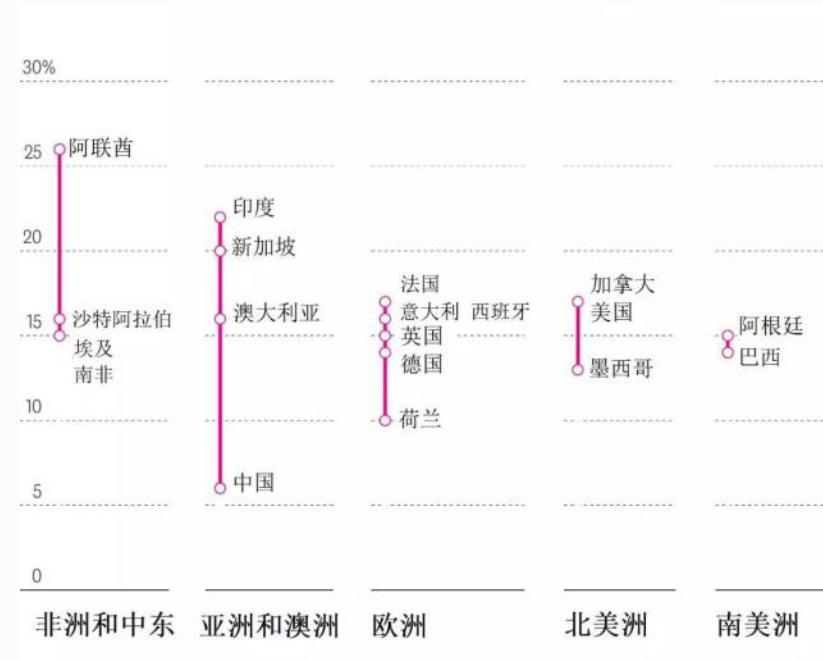 30%
25
20
15
10
5
0
阿联酋
沙特阿拉伯
埃及
南非
非洲和中东
印度
新加坡
澳大利亚
中国
亚洲和澳洲
法国
意大利 西班牙
英国
德国
荷兰
欧洲
加拿大
美国
墨西哥
北美洲
阿根廷
巴西
南美洲